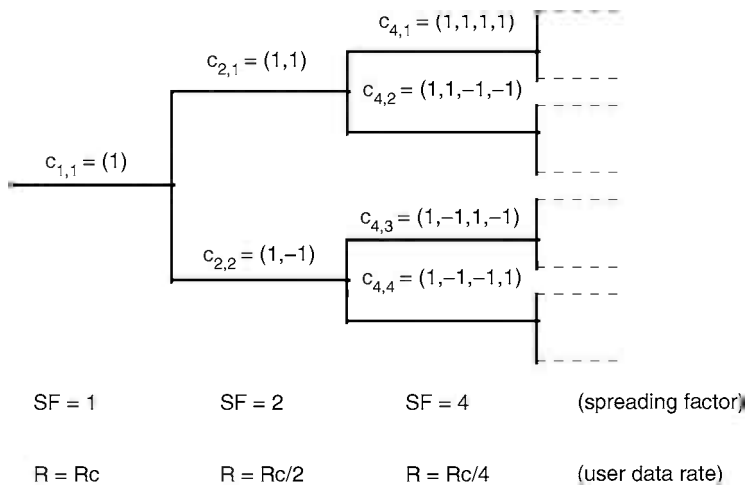 c4,1 = (1,1,1,1)
c2,1 = (1,1)
c4,2 = (1,1,-1,-1)
c1,1 = (1)
c4,3 = (1,-1,1,-1)
c2,2 = (1,-1)
c4,4 = (1,-1,-1,1)
SF = 1 SF = 2 SF = 4 (spreading factor)
R = Rc R = Rc/2 R = Rc/4 (user data rate)